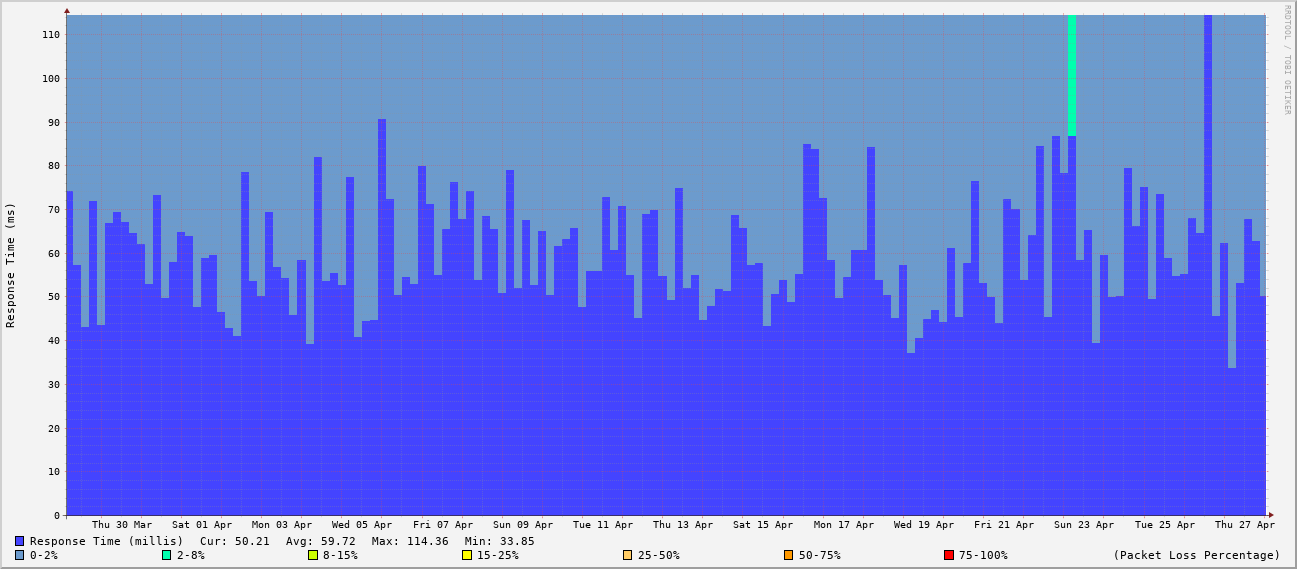 RRDTOOL / TOBI OETIKER
Response Time (ms)
110
100
90
80
70
60
50
40
30
20
10
0
Thu 30 Mar Sat 01 Apr Mon 03 Apr Wed 05 Apr Fri 07 Apr Sun 09 Apr Tue 11 Apr Thu 13 Apr Sat 15 Apr Mon 17 Apr Wed 19 Apr Fri 21 Apr Sun 23 Apr Tue 25 Apr Thu 27 Apr
Response Time (millis) Cur: 50.21 Avg: 59.72 Max: 114.36 Min: 33.85
0-2% 2-8% 8-15% 15-25% 25-50% 50-75% 75-100% (Packet Loss Percentage)